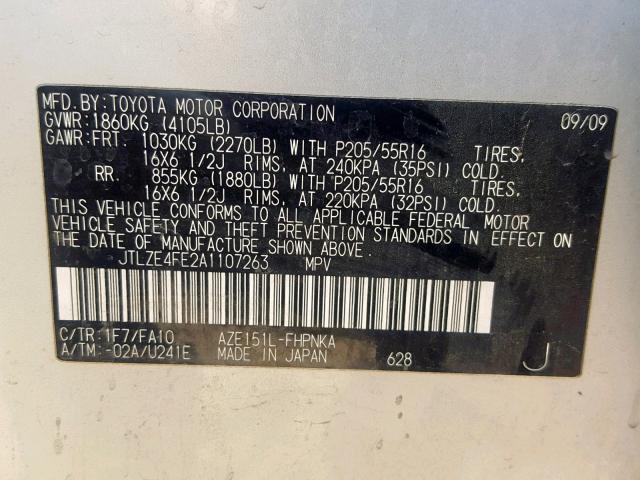 MFD.BY:TOYOTA MOTOR CORPORATION 09/09
GVWR:1860KG (4105LB)
GAWR:FRT. 1030KG (2270LB) WITH P205/55R16 TIRES,
16X6 1/2J RIMS, AT 240KPA (35PSI) COLD.
RR. 855KG (1880LB) WITH P205/55R16 TIRES,
16X6 1/2J RIMS, AT 220KPA (32PSI) COLD.
THIS VEHICLE CONFORMS TO ALL APPLICABLE FEDERAL MOTOR
VEHICLE SAFETY AND THEFT PREVENTION STANDARDS IN EFFECT ON
THE DATE OF MANUFACTURE SHOWN ABOVE.
JTLZE4FE2A1107263 MPV
C/TR:1F7/FA10 AZE151L-FHPNKA
A/TM:-02A/U241E MADE IN JAPAN 628 J